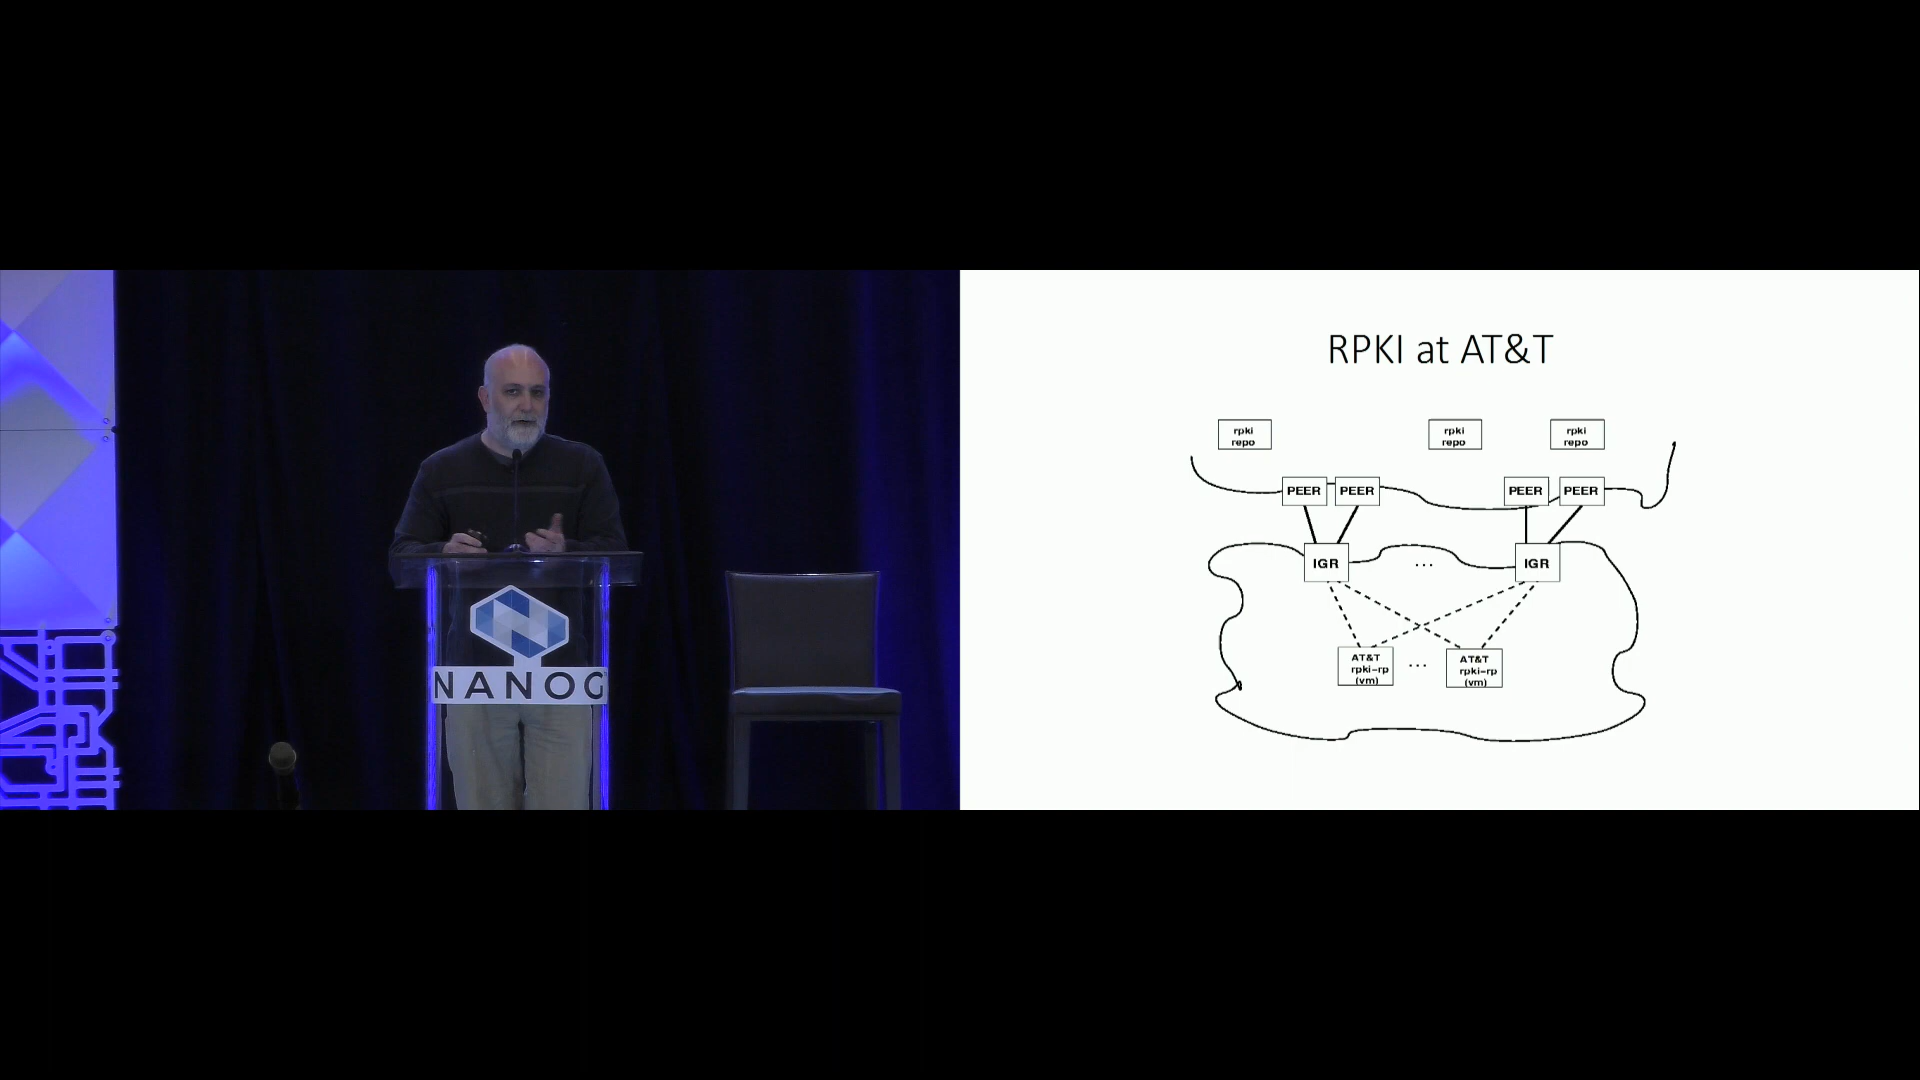 NANOG
RPKI at AT&T
rpki
repo
rpki
repo
rpki
repo
PEER
PEER
PEER
PEER
IGR
...
IGR
AT&T
rpki-rp
(vm)
...
AT&T
rpki-rp
(vm)